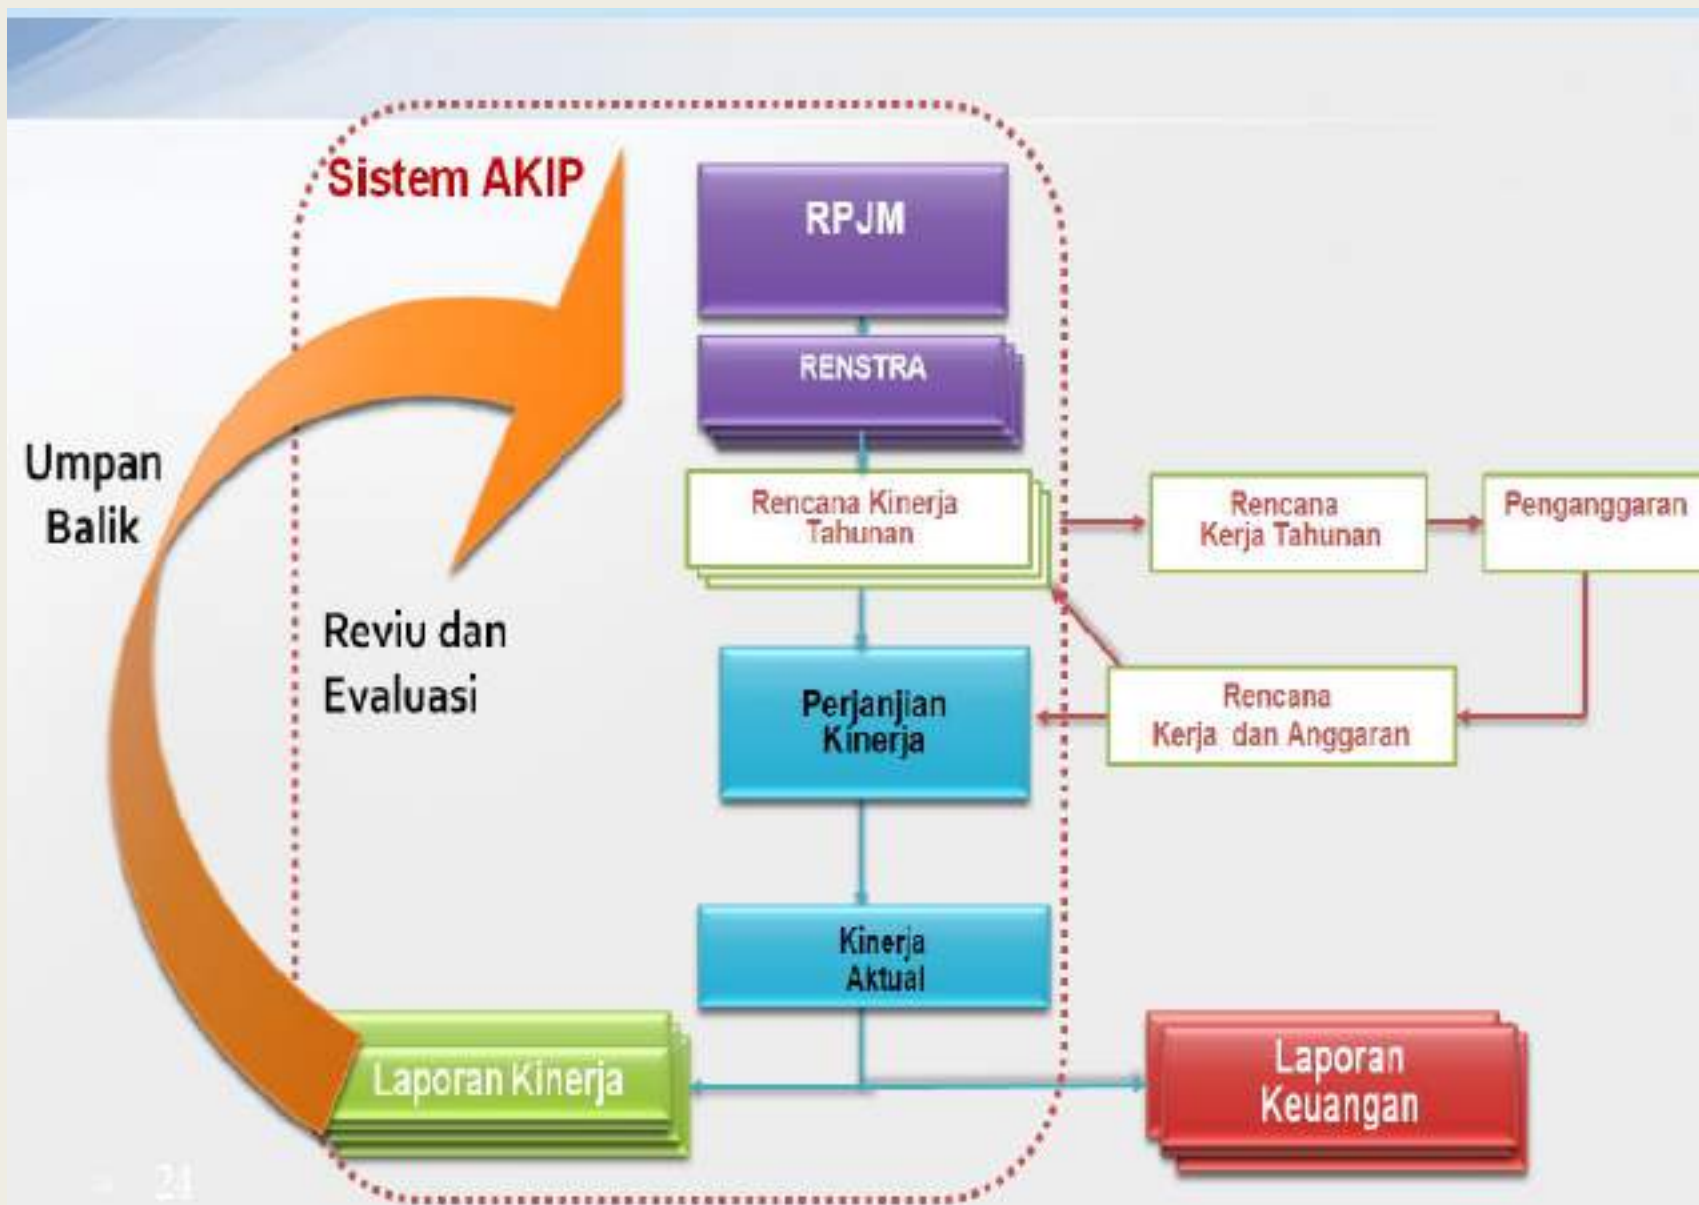 Sistem AKIP
RPJM
RENSTRA
Umpan
Balik
Rencana Kinerja
Tahunan
Rencana
Kerja Tahunan
Penganggaran
Reviu dan
Evaluasi
Perjanjian
Kinerja
Rencana
Kerja dan Anggaran
Kinerja
Aktual
Laporan Kinerja
Laporan
Keuangan
21